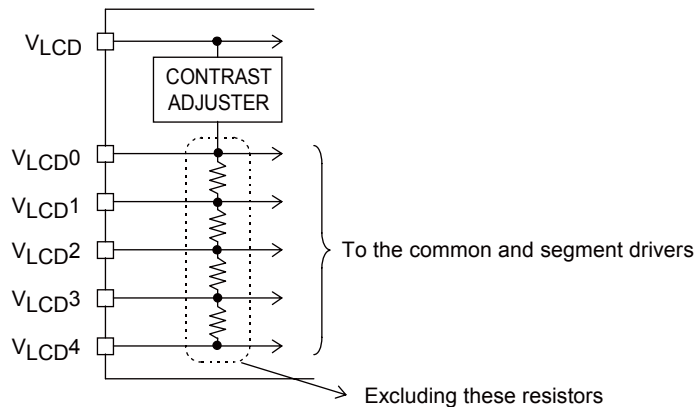 VLCD
CONTRAST
ADJUSTER
VLCD0
VLCD1
VLCD2
VLCD3
VLCD4
To the common and segment drivers
Excluding these resistors